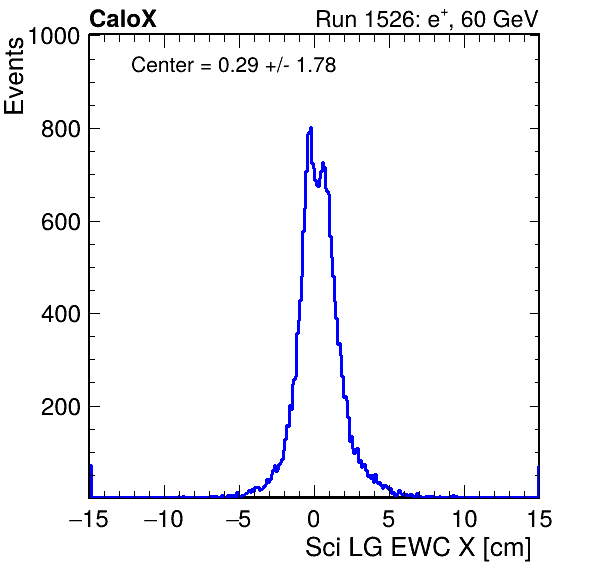 CaloX Run 1526: e⁺, 60 GeV
Events
Center = 0.29 +/- 1.78
1000
800
600
400
200
−15 −10 −5 0 5 10 15
Sci LG EWC X [cm]